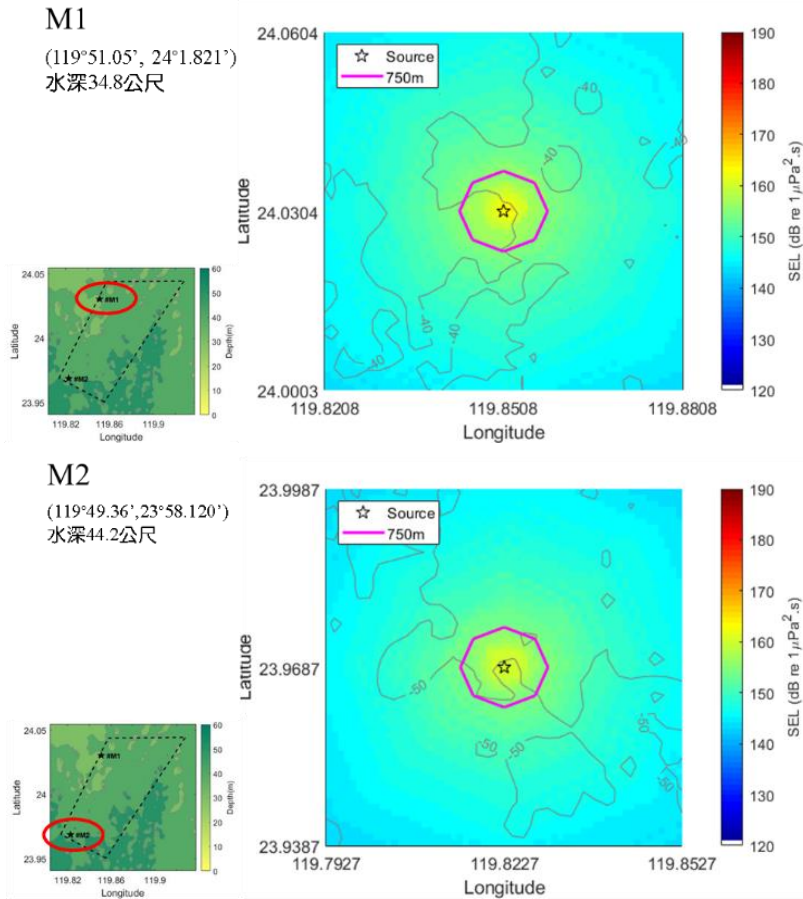 M1
(119°51.05', 24°1.821')
水深34.8公尺
24.0604
24.0304
24.0003
119.8208
119.8508
119.8808
Latitude
Longitude
Source
750m
-40
-40
-40
-40
-40
-40
190
180
170
160
150
140
130
120
SEL (dB re 1μPa².s)
24.05
24
23.95
119.82
119.86
119.9
Latitude
Longitude
#M1
#M2
60
50
40
30
20
10
0
Depth(m)
M2
(119°49.36',23°58.120')
水深44.2公尺
23.9987
23.9687
23.9387
119.7927
119.8227
119.8527
Latitude
Longitude
Source
750m
-50
-50
-50
-50
-50
190
180
170
160
150
140
130
120
SEL (dB re 1μPa².s)
24.05
24
23.95
119.82
119.86
119.9
Latitude
Longitude
#M1
#M2
60
50
40
30
20
10
0
Depth(m)